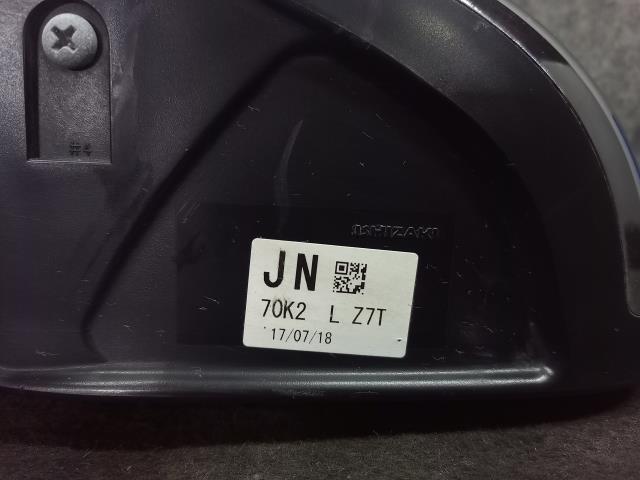 #4
ISHIZAKI
JN
70K2 L Z7T
17/07/18